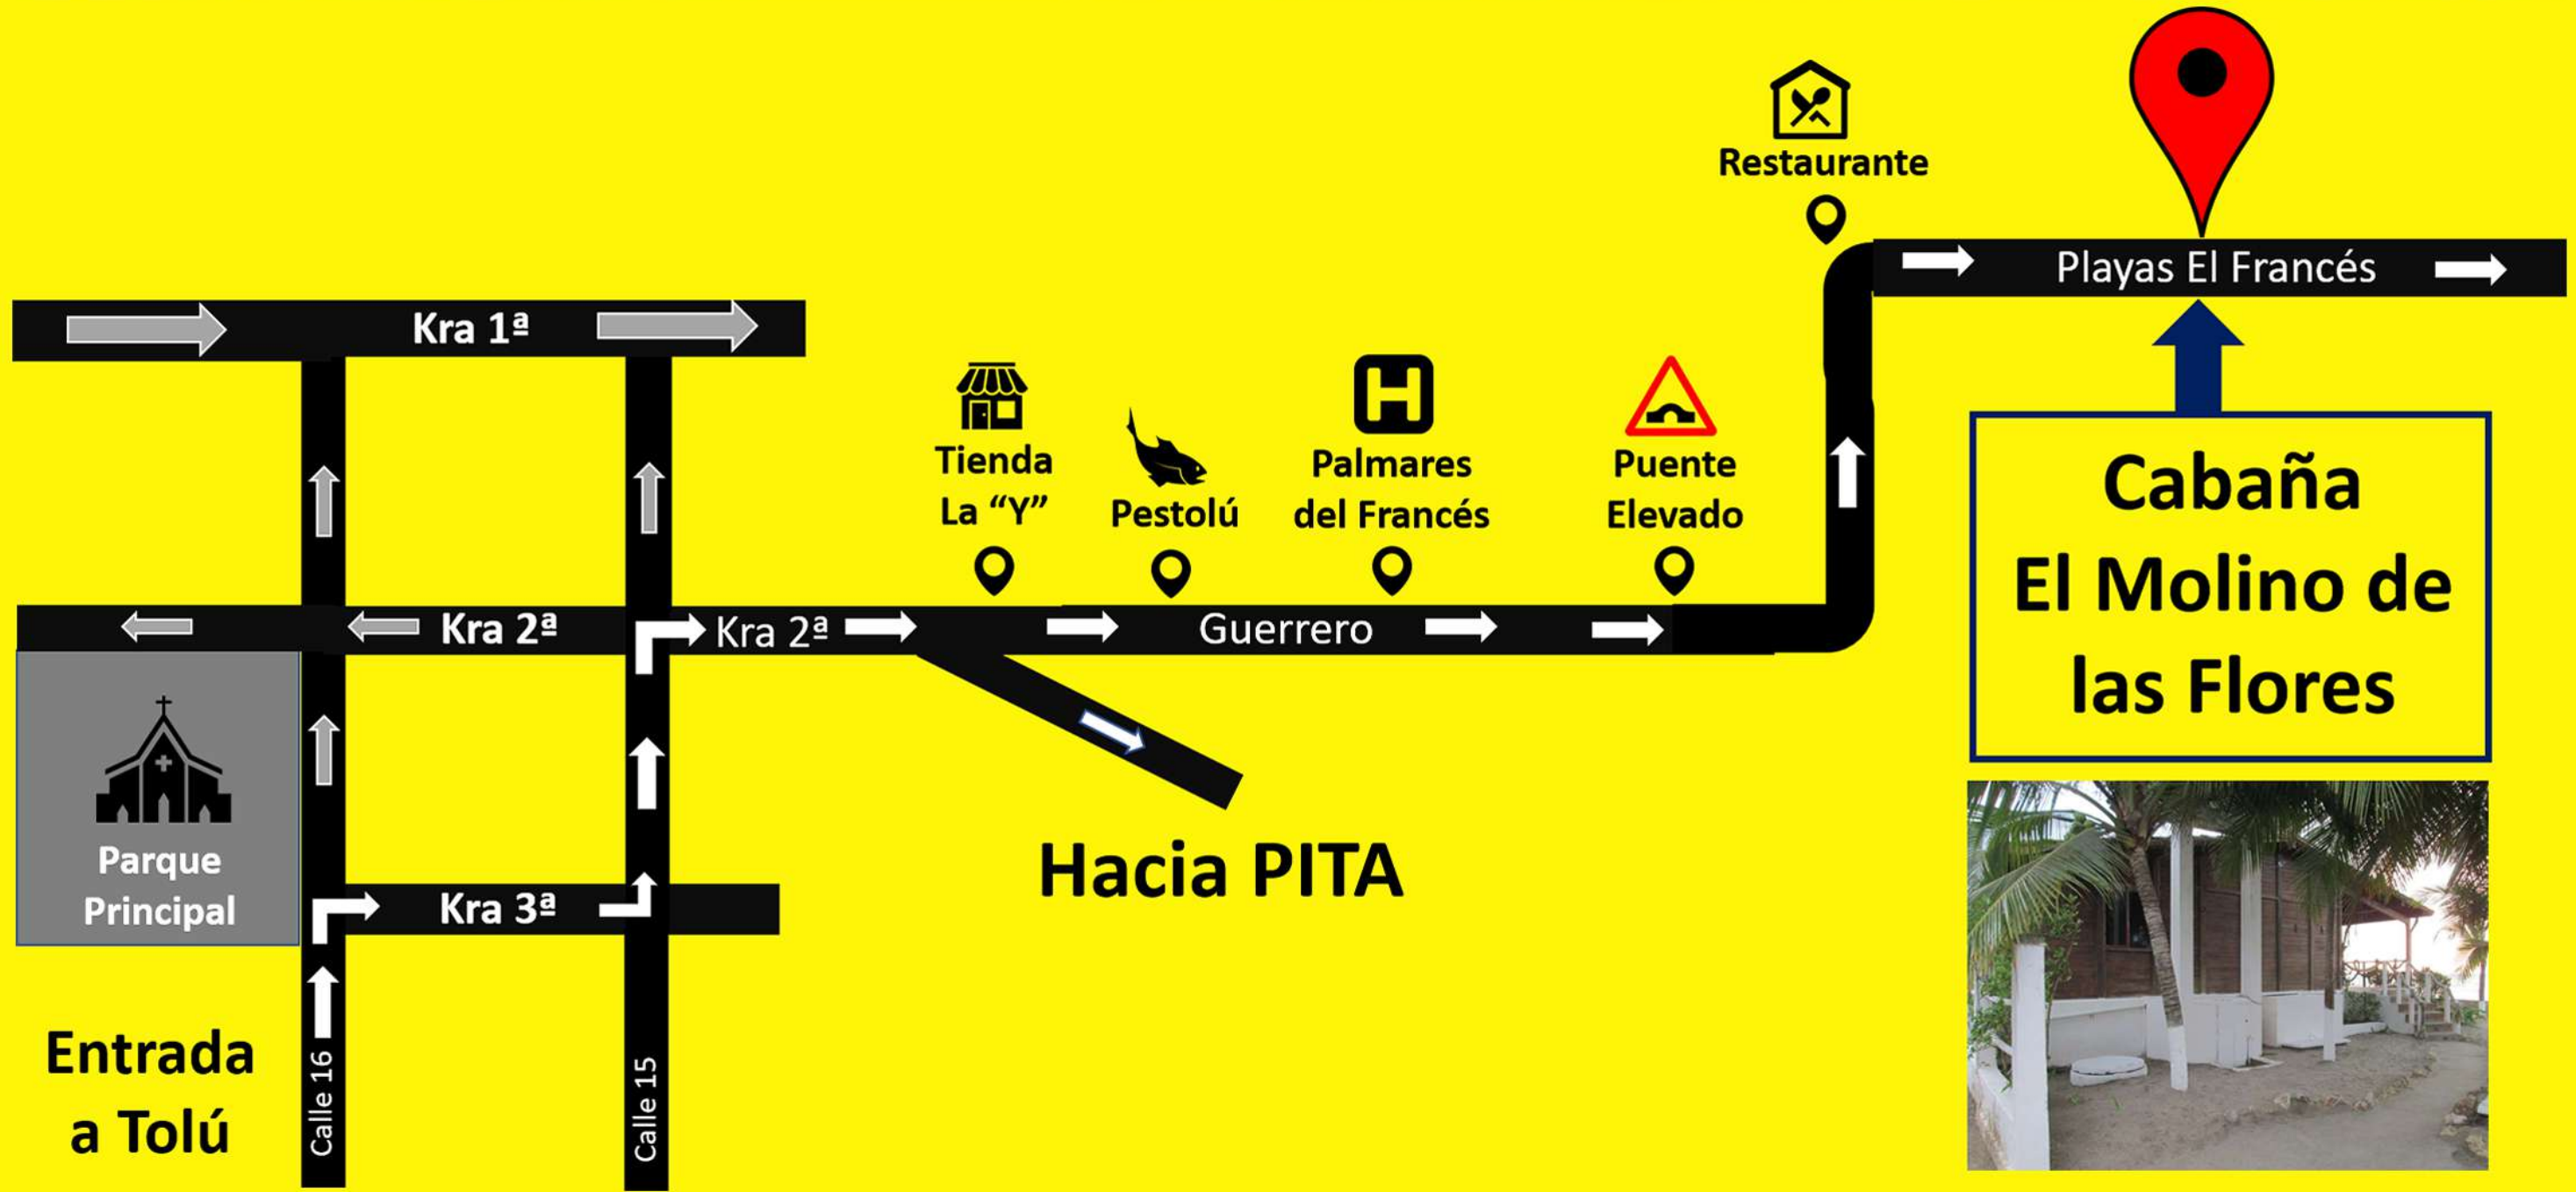 Restaurante
Playas El Francés
Kra 1ª
Tienda
La “Y”
Pestolú
Palmares
del Francés
Puente
Elevado
Cabaña
El Molino de
las Flores
Kra 2ª
Kra 2ª
Guerrero
Parque
Principal
Kra 3ª
Hacia PITA
Entrada
a Tolú
Calle 16
Calle 15